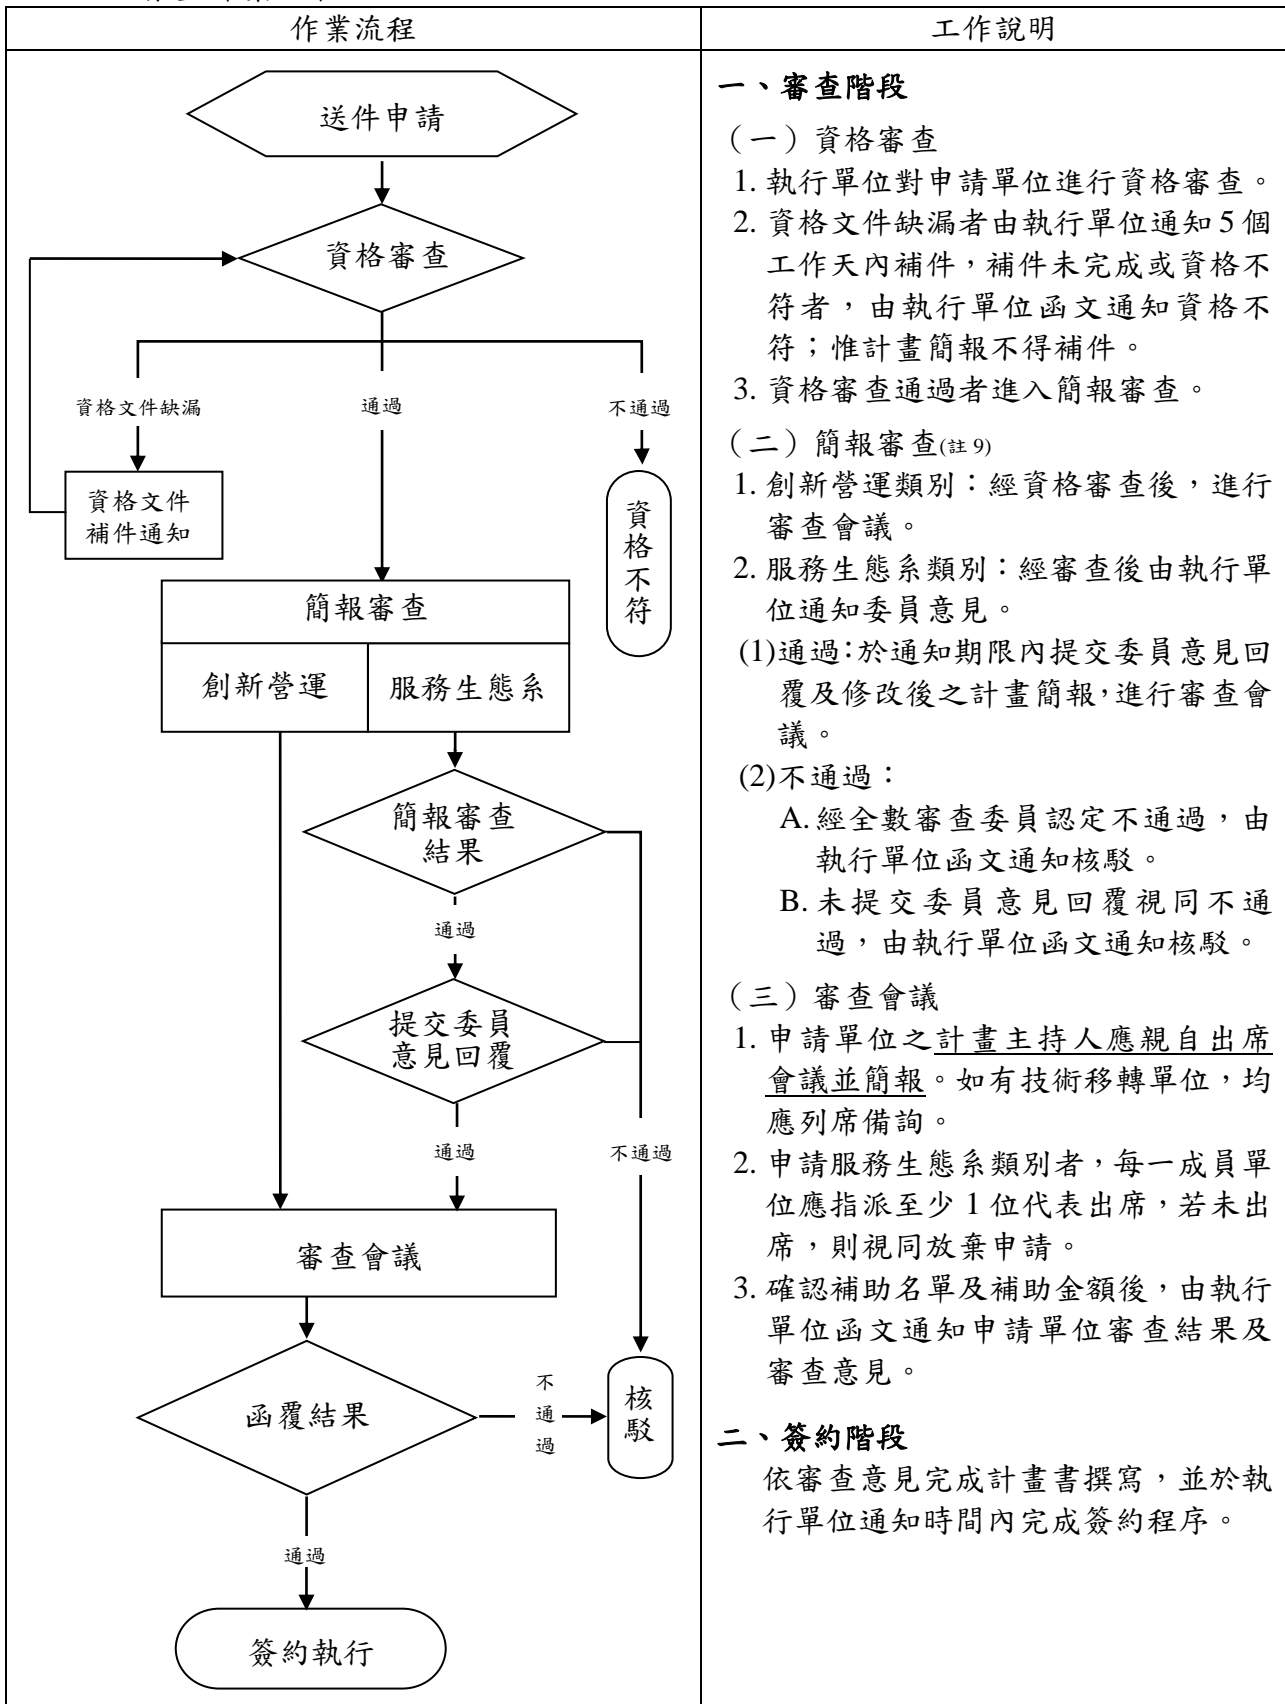 作業流程
工作說明
送件申請
資格審查
資格文件缺漏
通過
不通過
資格文件
補件通知
資格不符
簡報審查
創新營運
服務生態系
簡報審查
結果
通過
提交委員
意見回覆
通過
不通過
審查會議
函覆結果
不通過
核駁
通過
簽約執行
一、審查階段
（一）資格審查
1. 執行單位對申請單位進行資格審查。
2. 資格文件缺漏者由執行單位通知 5 個
工作天內補件，補件未完成或資格不
符者，由執行單位函文通知資格不
符；惟計畫簡報不得補件。
3. 資格審查通過者進入簡報審查。
（二）簡報審查(註 9)
1. 創新營運類別：經資格審查後，進行
審查會議。
2. 服務生態系類別：經審查後由執行單
位通知委員意見。
(1)通過：於通知期限內提交委員意見回
覆及修改後之計畫簡報，進行審查會
議。
(2)不通過：
A. 經全數審查委員認定不通過，由
執行單位函文通知核駁。
B. 未提交委員意見回覆視同不通
過，由執行單位函文通知核駁。
（三）審查會議
1. 申請單位之計畫主持人應親自出席
會議並簡報。如有技術移轉單位，均
應列席備詢。
2. 申請服務生態系類別者，每一成員單
位應指派至少 1 位代表出席，若未出
席，則視同放棄申請。
3. 確認補助名單及補助金額後，由執行
單位函文通知申請單位審查結果及
審查意見。
二、簽約階段
依審查意見完成計畫書撰寫，並於執
行單位通知時間內完成簽約程序。